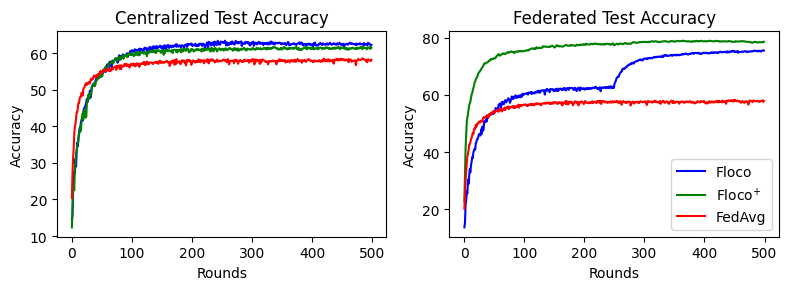 Centralized Test Accuracy
Accuracy
60
50
40
30
20
10
0
100
200
300
400
500
Rounds
Federated Test Accuracy
Accuracy
80
60
40
20
0
100
200
300
400
500
Rounds
Floco
Floco⁺
FedAvg